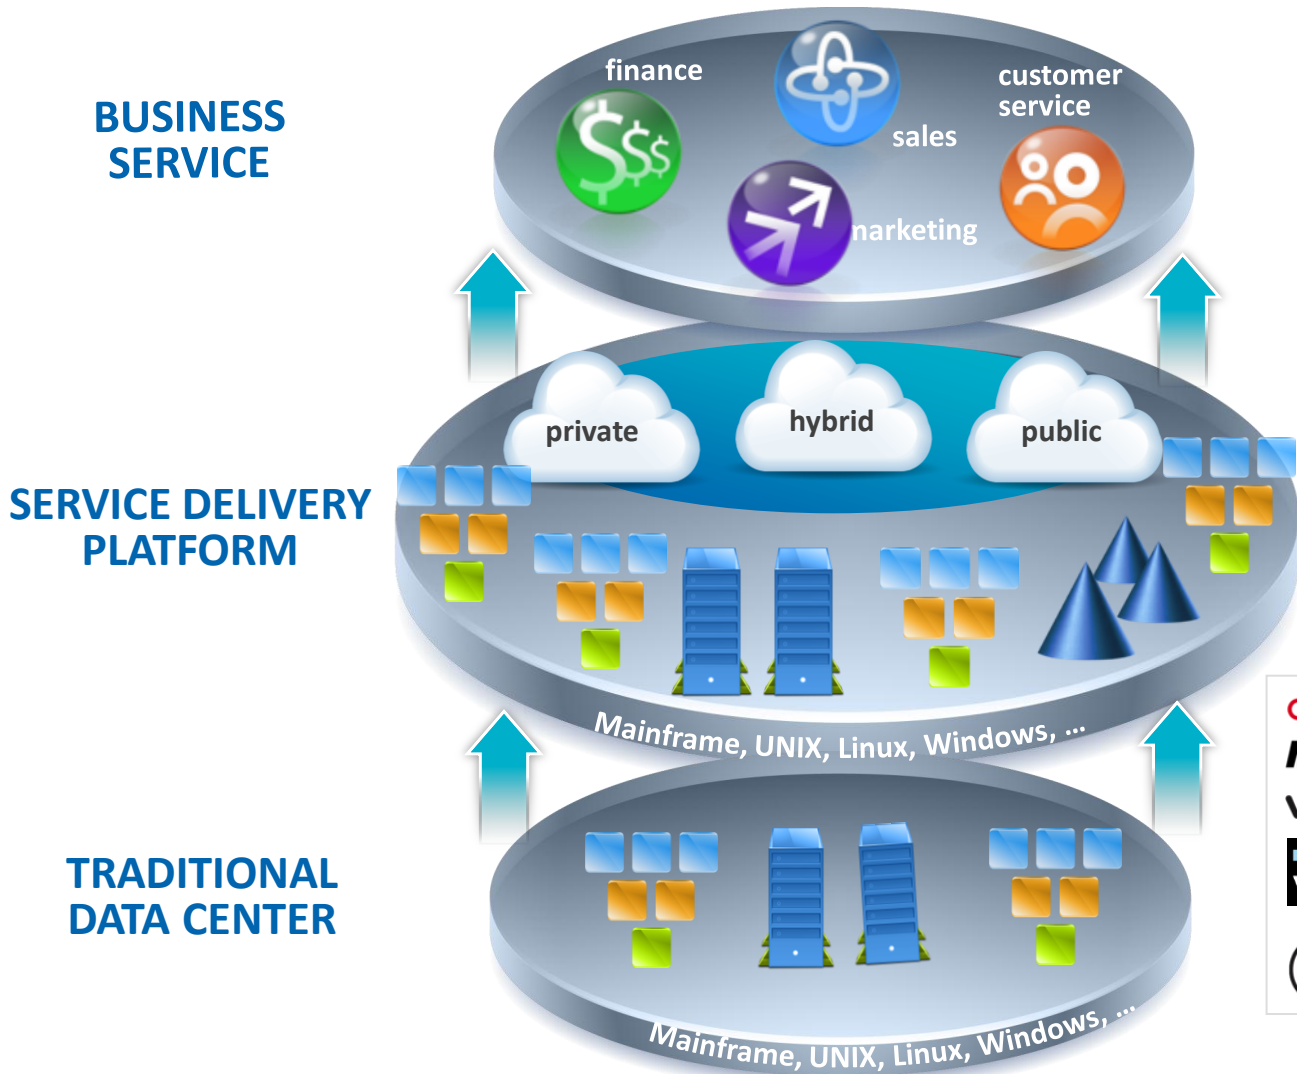 finance
customer
service
BUSINESS
SERVICE
sales
marketing
private
hybrid
public
SERVICE DELIVERY
PLATFORM
Mainframe, UNIX, Linux, Windows, ...
TRADITIONAL
DATA CENTER
Mainframe, UNIX, Linux, Windows, ...